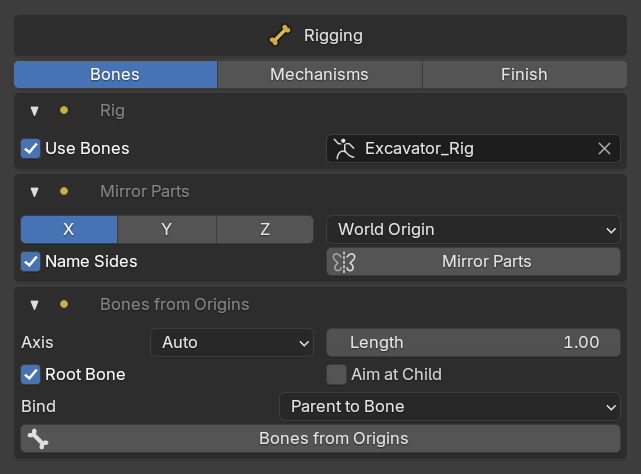 Rigging
Bones Mechanisms Finish
Rig
Use Bones Excavator_Rig
Mirror Parts
X Y Z World Origin
Name Sides Mirror Parts
Bones from Origins
Axis Auto Length 1.00
Root Bone Aim at Child
Bind Parent to Bone
Bones from Origins